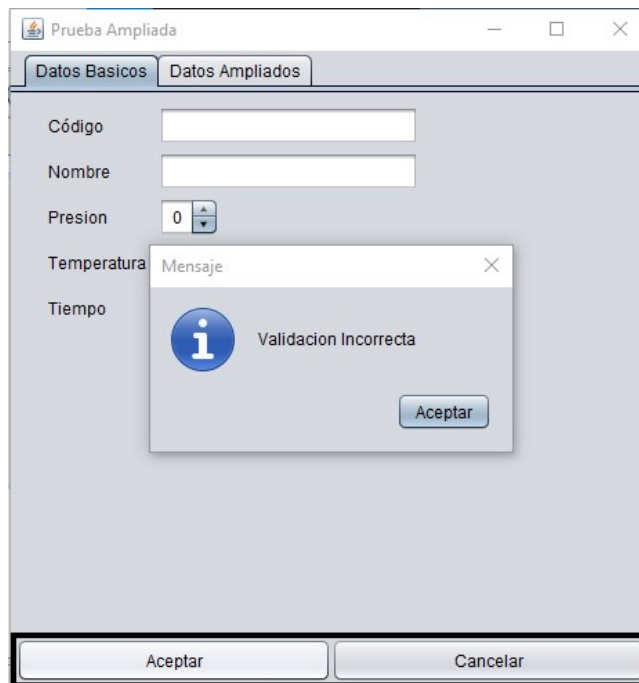 Prueba Ampliada
Datos Basicos Datos Ampliados
Código
Nombre
Presion 0
Temperatura
Tiempo
Mensaje
Validacion Incorrecta
Aceptar
Aceptar Cancelar